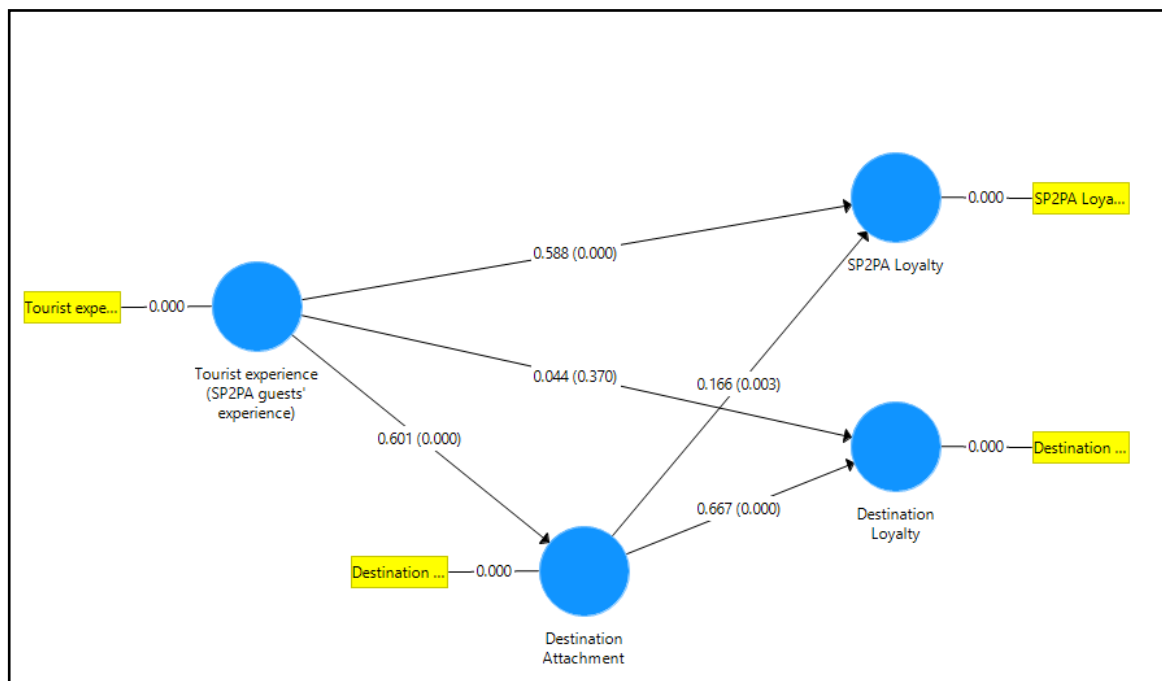 0.000
SP2PA Loya...
SP2PA Loyalty
0.588 (0.000)
Tourist expe...
0.000
Tourist experience
(SP2PA guests'
experience)
0.044 (0.370)
0.166 (0.003)
0.601 (0.000)
0.000
Destination ...
0.667 (0.000)
Destination
Loyalty
Destination ...
0.000
Destination
Attachment